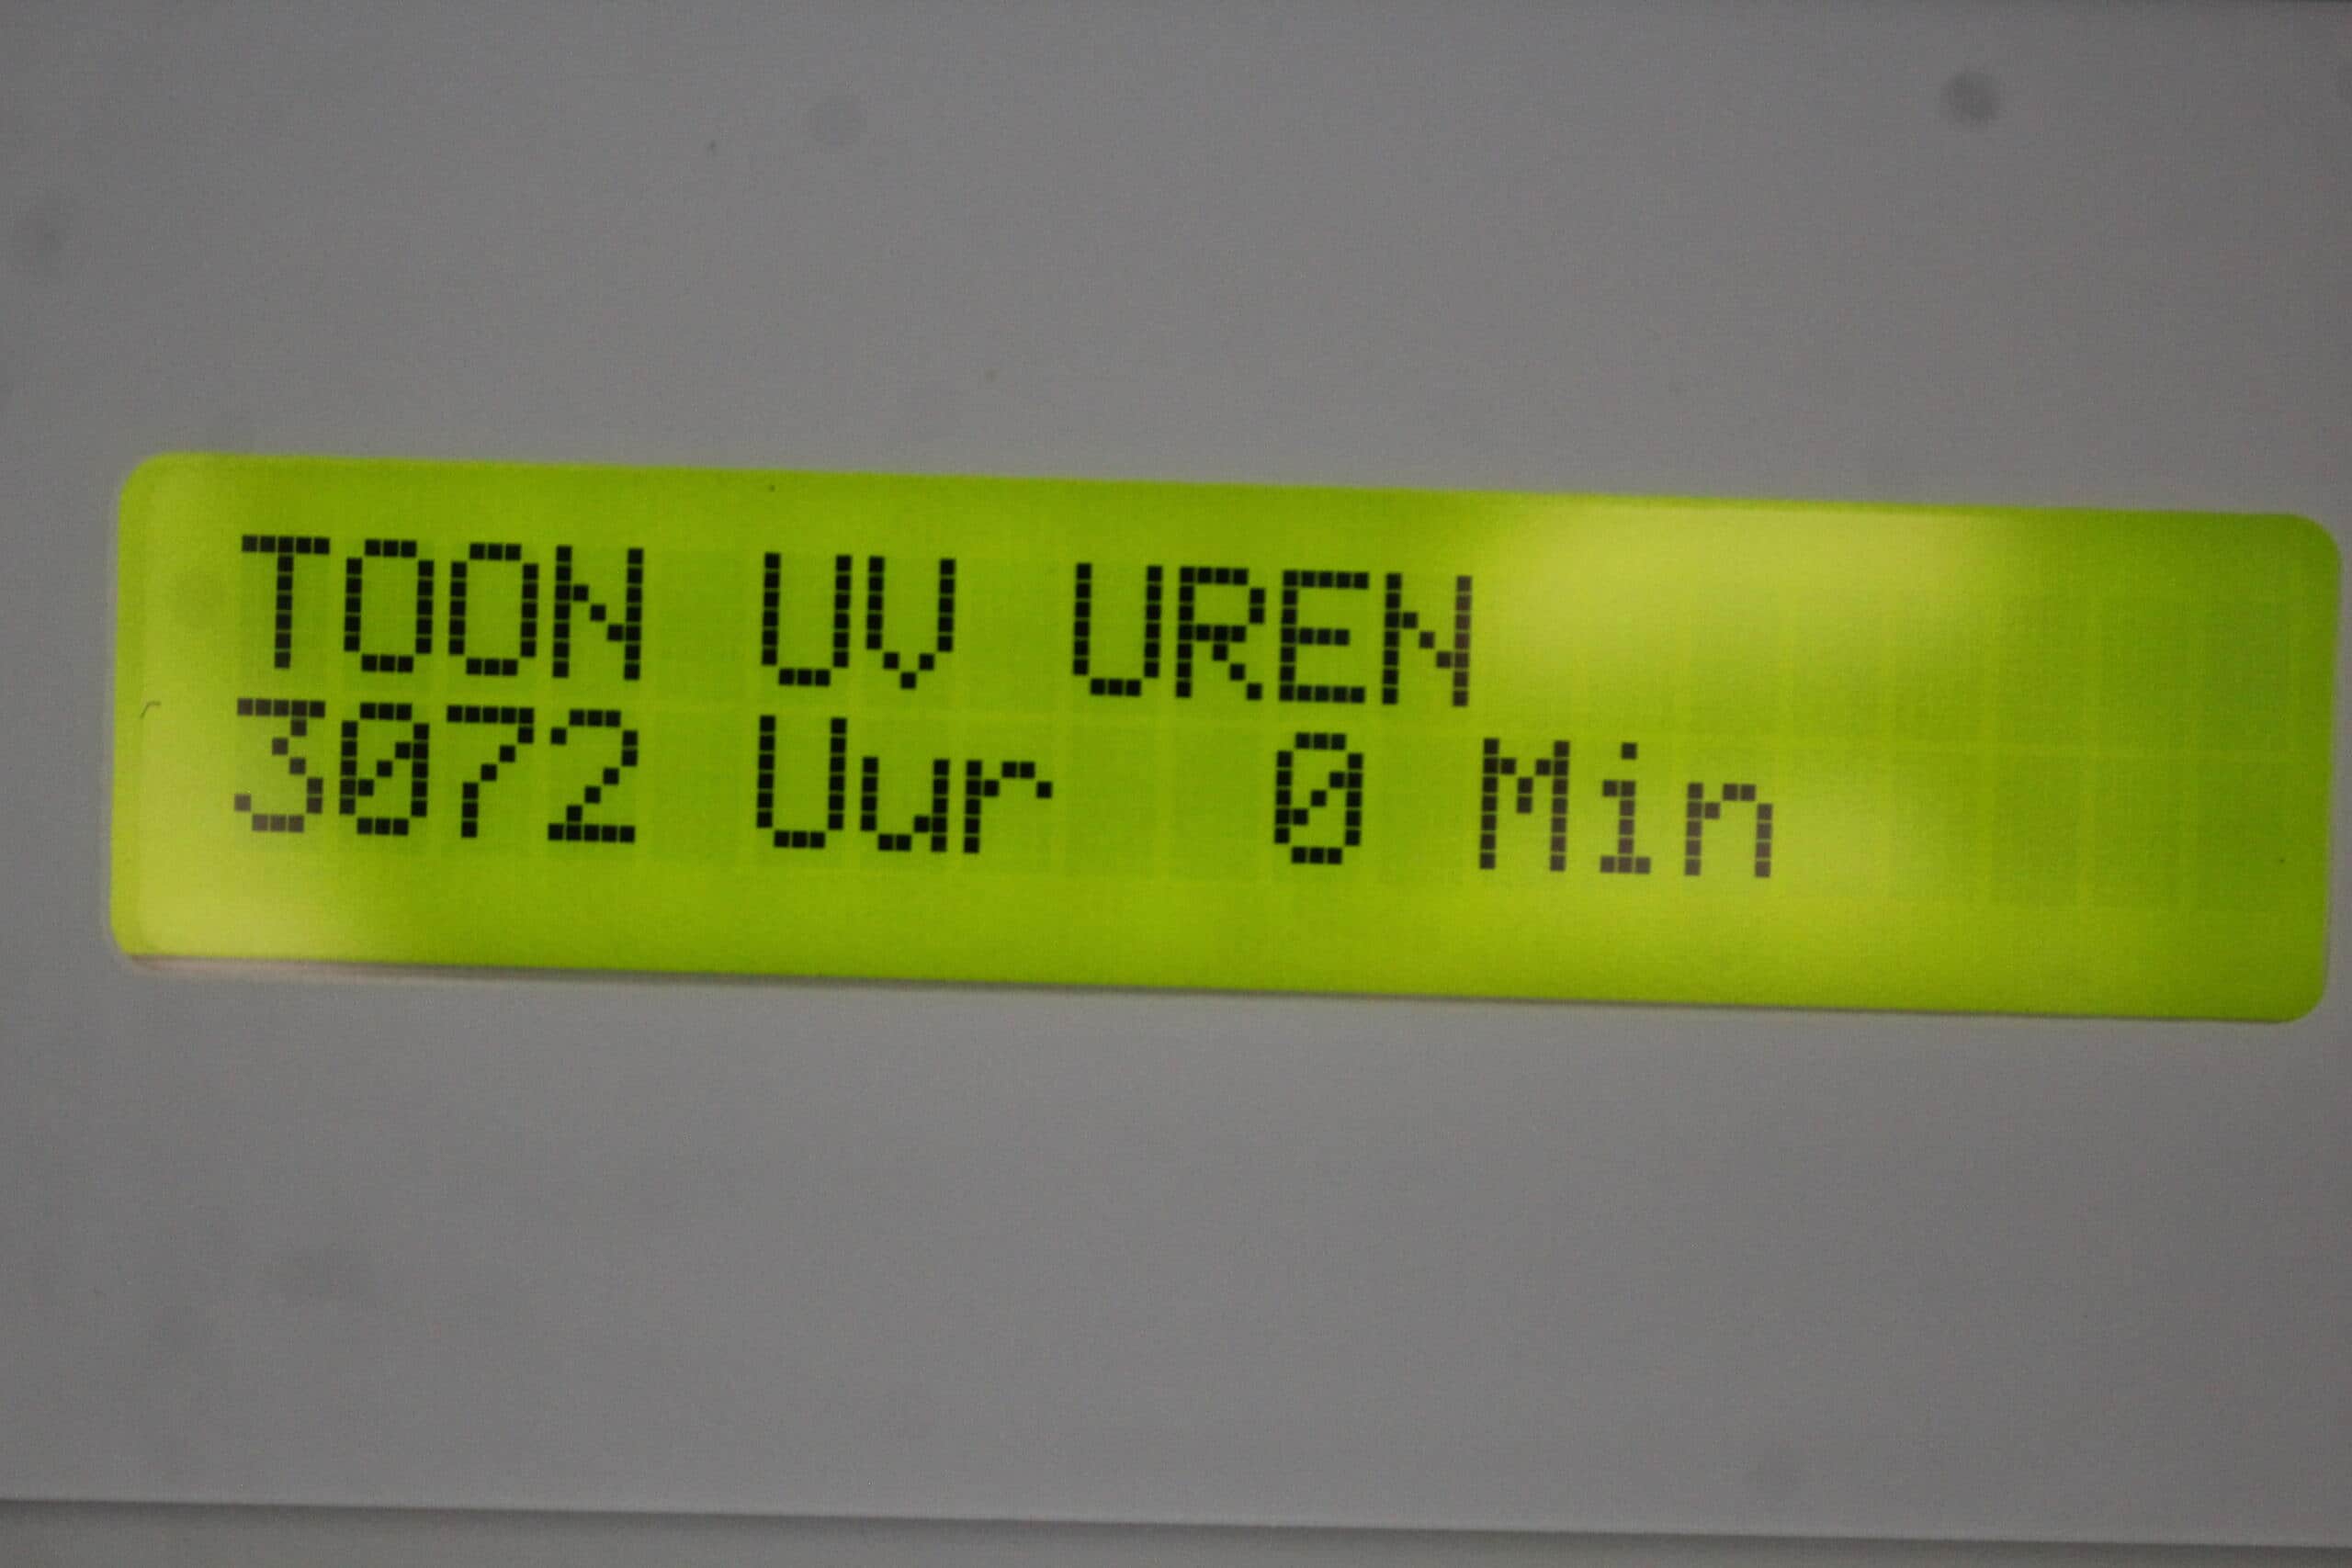 TOON UV UREN
3072 Uur  0 Min